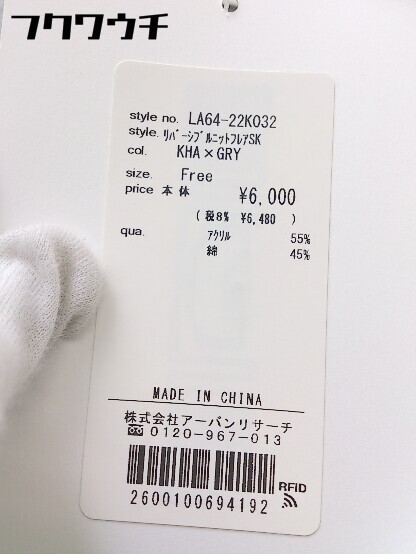 フクワウチ
style no. LA64-22K032
style. ﾘﾊﾞｰｼﾌﾞﾙﾆｯﾄﾌﾚｱSK
col. KHA×GRY
size. Free
price 本体 ¥6,000
(税8% ¥6,480 )
qua. ｱｸﾘﾙ 55%
綿 45%
MADE IN CHINA
株式会社アーバンリサーチ
☎ 0120-967-013
RFID
2600100694192